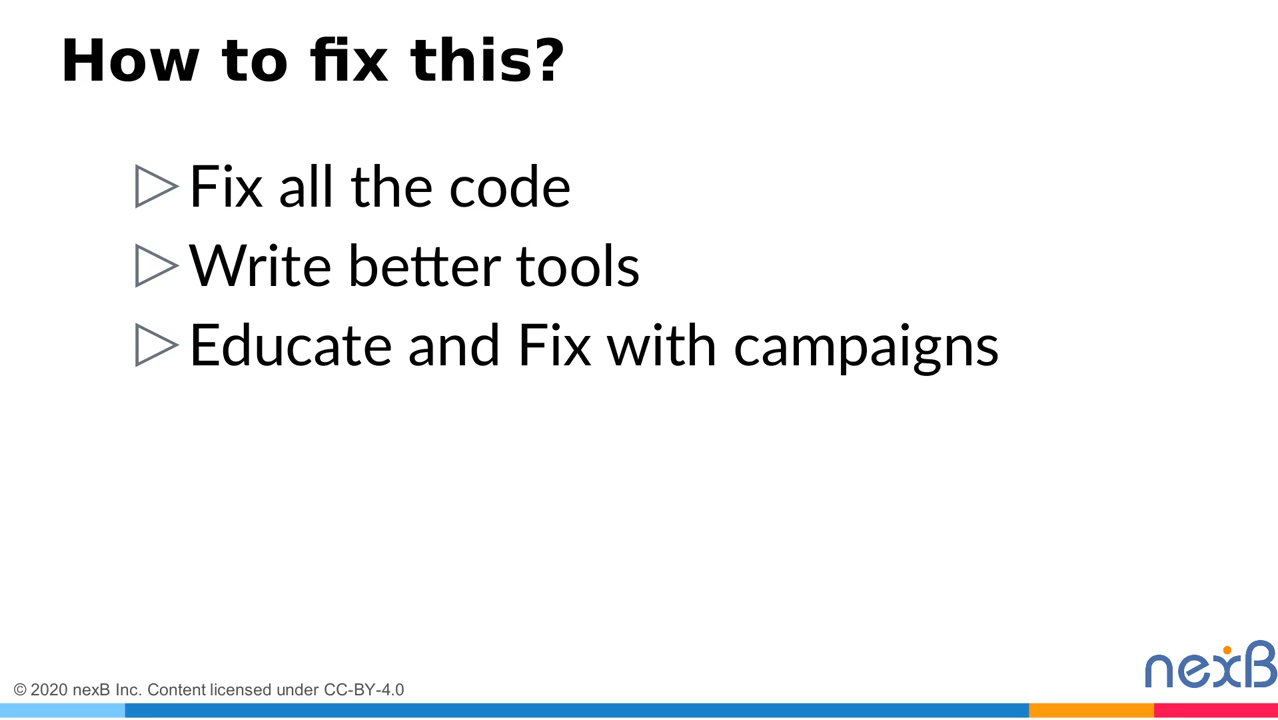 How to fix this?
Fix all the code
Write better tools
Educate and Fix with campaigns
© 2020 nexB Inc. Content licensed under CC-BY-4.0
nexB